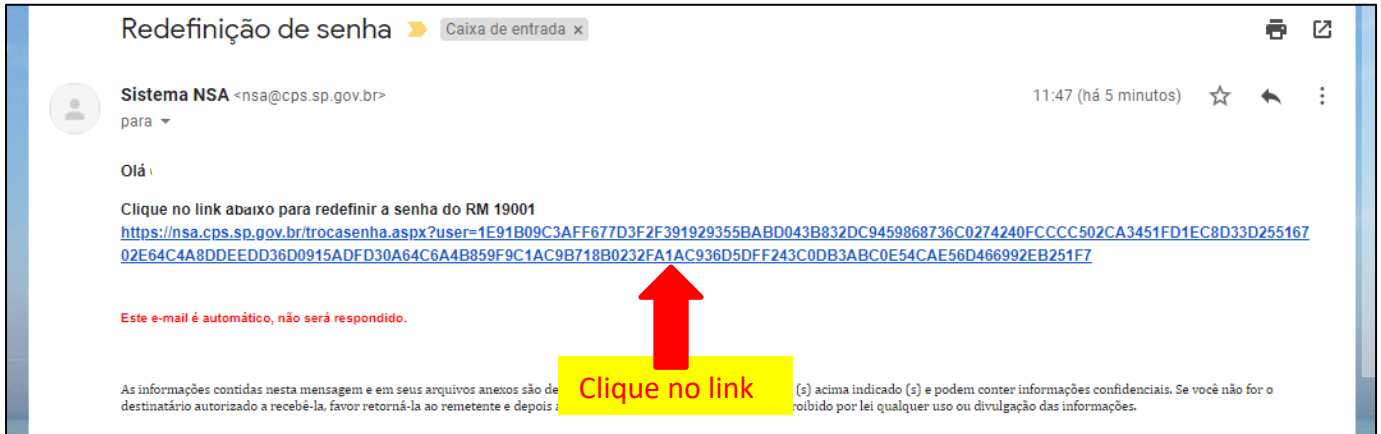 Redefinição de senha Caixa de entrada x
Sistema NSA <nsa@cps.sp.gov.br> 11:47 (há 5 minutos)
para
Olá
Clique no link abaixo para redefinir a senha do RM 19001
https://nsa.cps.sp.gov.br/trocasenha.aspx?user=1E91B09C3AFF677D3F2F391929355BABD043B832DC9459868736C0274240FCCCC502CA3451FD1EC8D33D255167
02E64C4A8DDEEDD36D0915ADFD30A64C6A4B859F9C1AC9B718B0232FA1AC936D5DFF243C0DB3ABC0E54CAE56D466992EB251F7
Este e-mail é automático, não será respondido.
Clique no link
As informações contidas nesta mensagem e em seus arquivos anexos são de (s) acima indicado (s) e podem conter informações confidenciais. Se você não for o
destinatário autorizado a recebê-la, favor retorná-la ao remetente e depois por lei qualquer uso ou divulgação das informações.